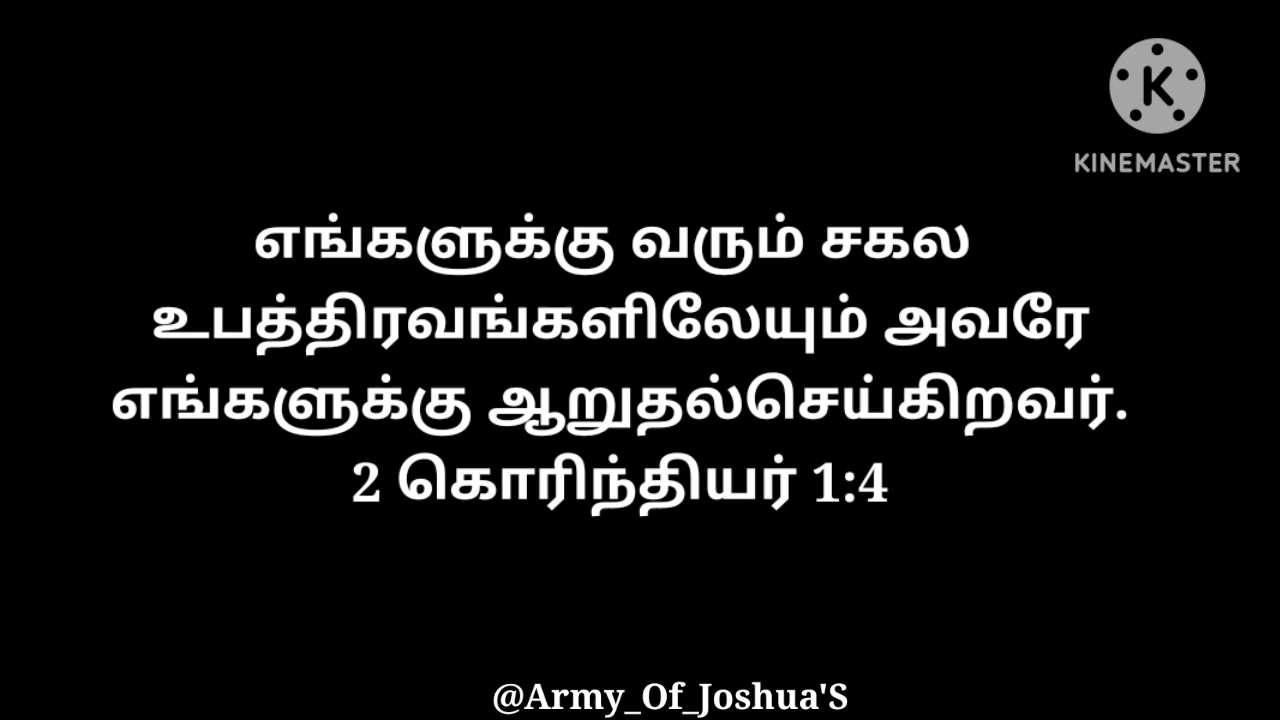 KINEMASTER
எங்களுக்கு வரும் சகல
உபத்திரவங்களிலேயும் அவரே
எங்களுக்கு ஆறுதல்செய்கிறவர்.
2 கொரிந்தியர் 1:4
@Army_Of_Joshua'S